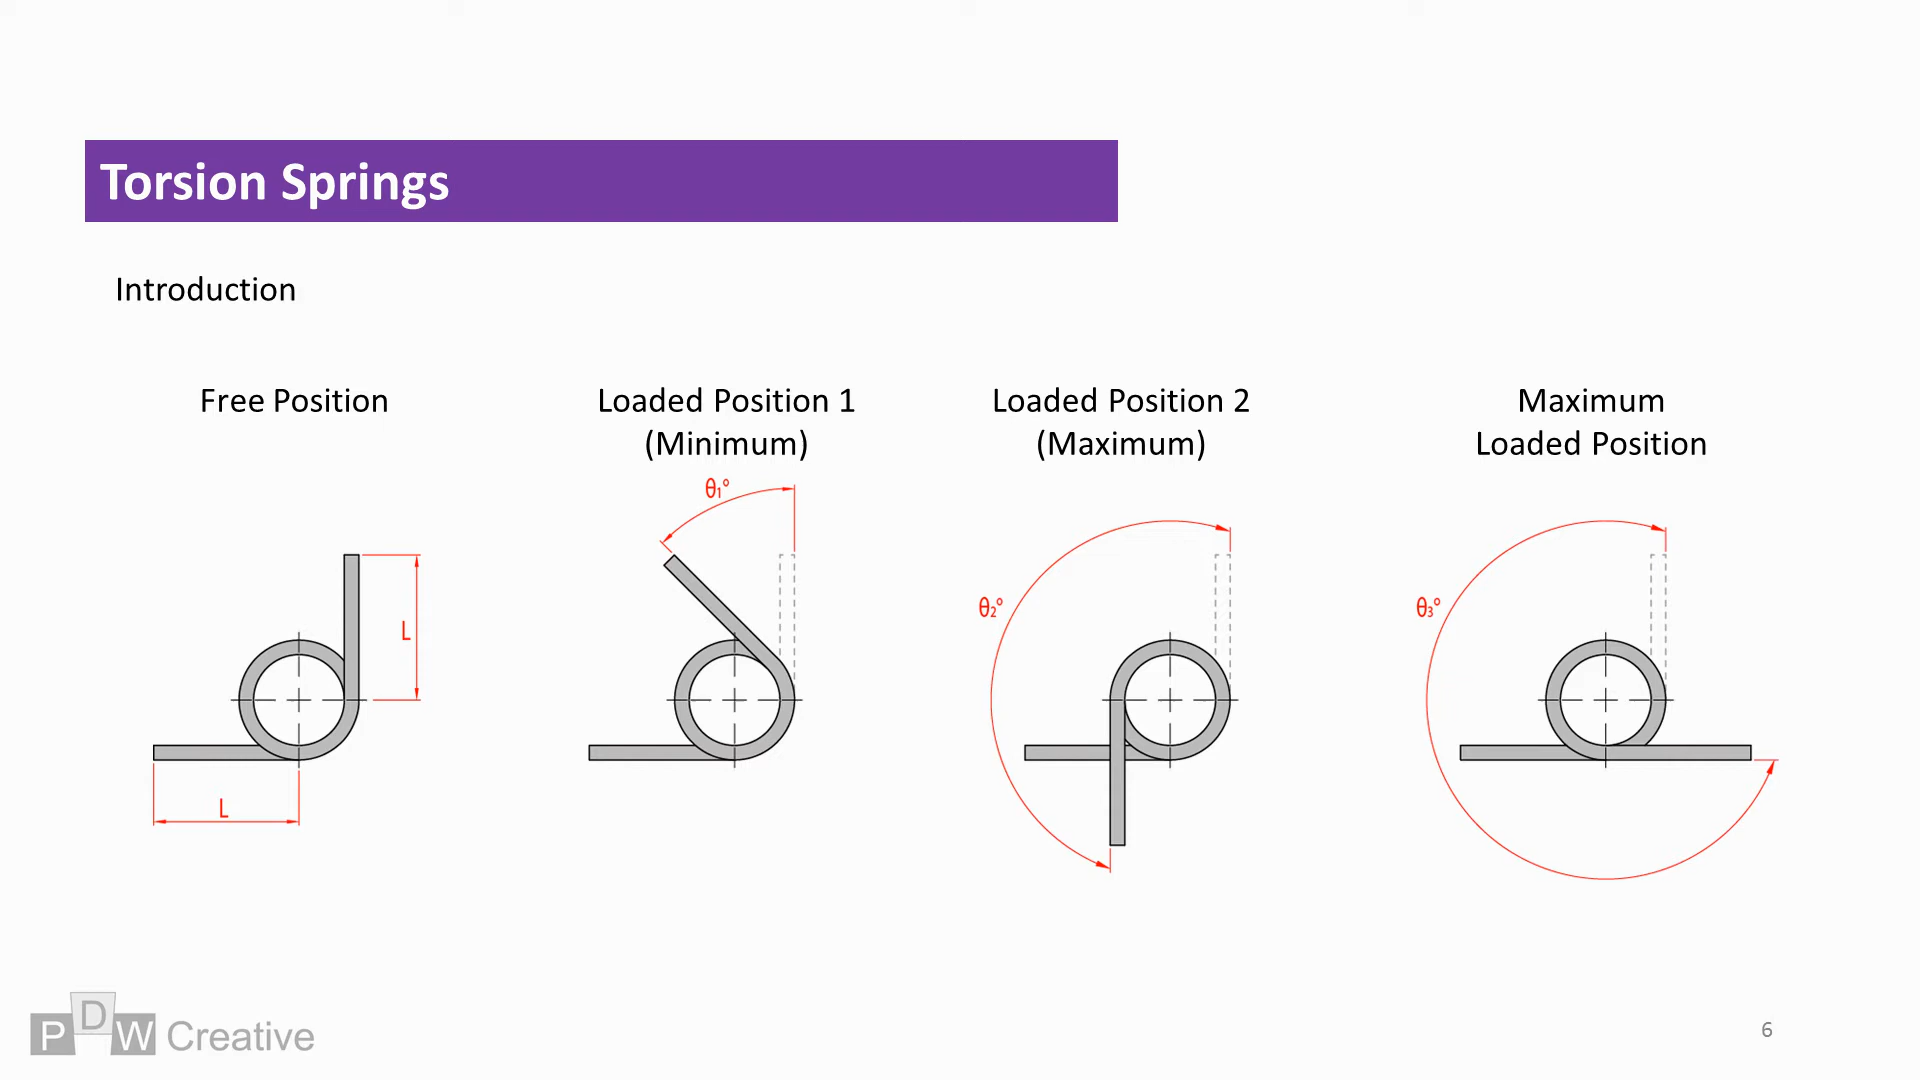 Torsion Springs
Introduction
Free Position
Loaded Position 1
(Minimum)
Loaded Position 2
(Maximum)
Maximum
Loaded Position
L
L
θ₁°
θ₂°
θ₃°
PDW Creative
6